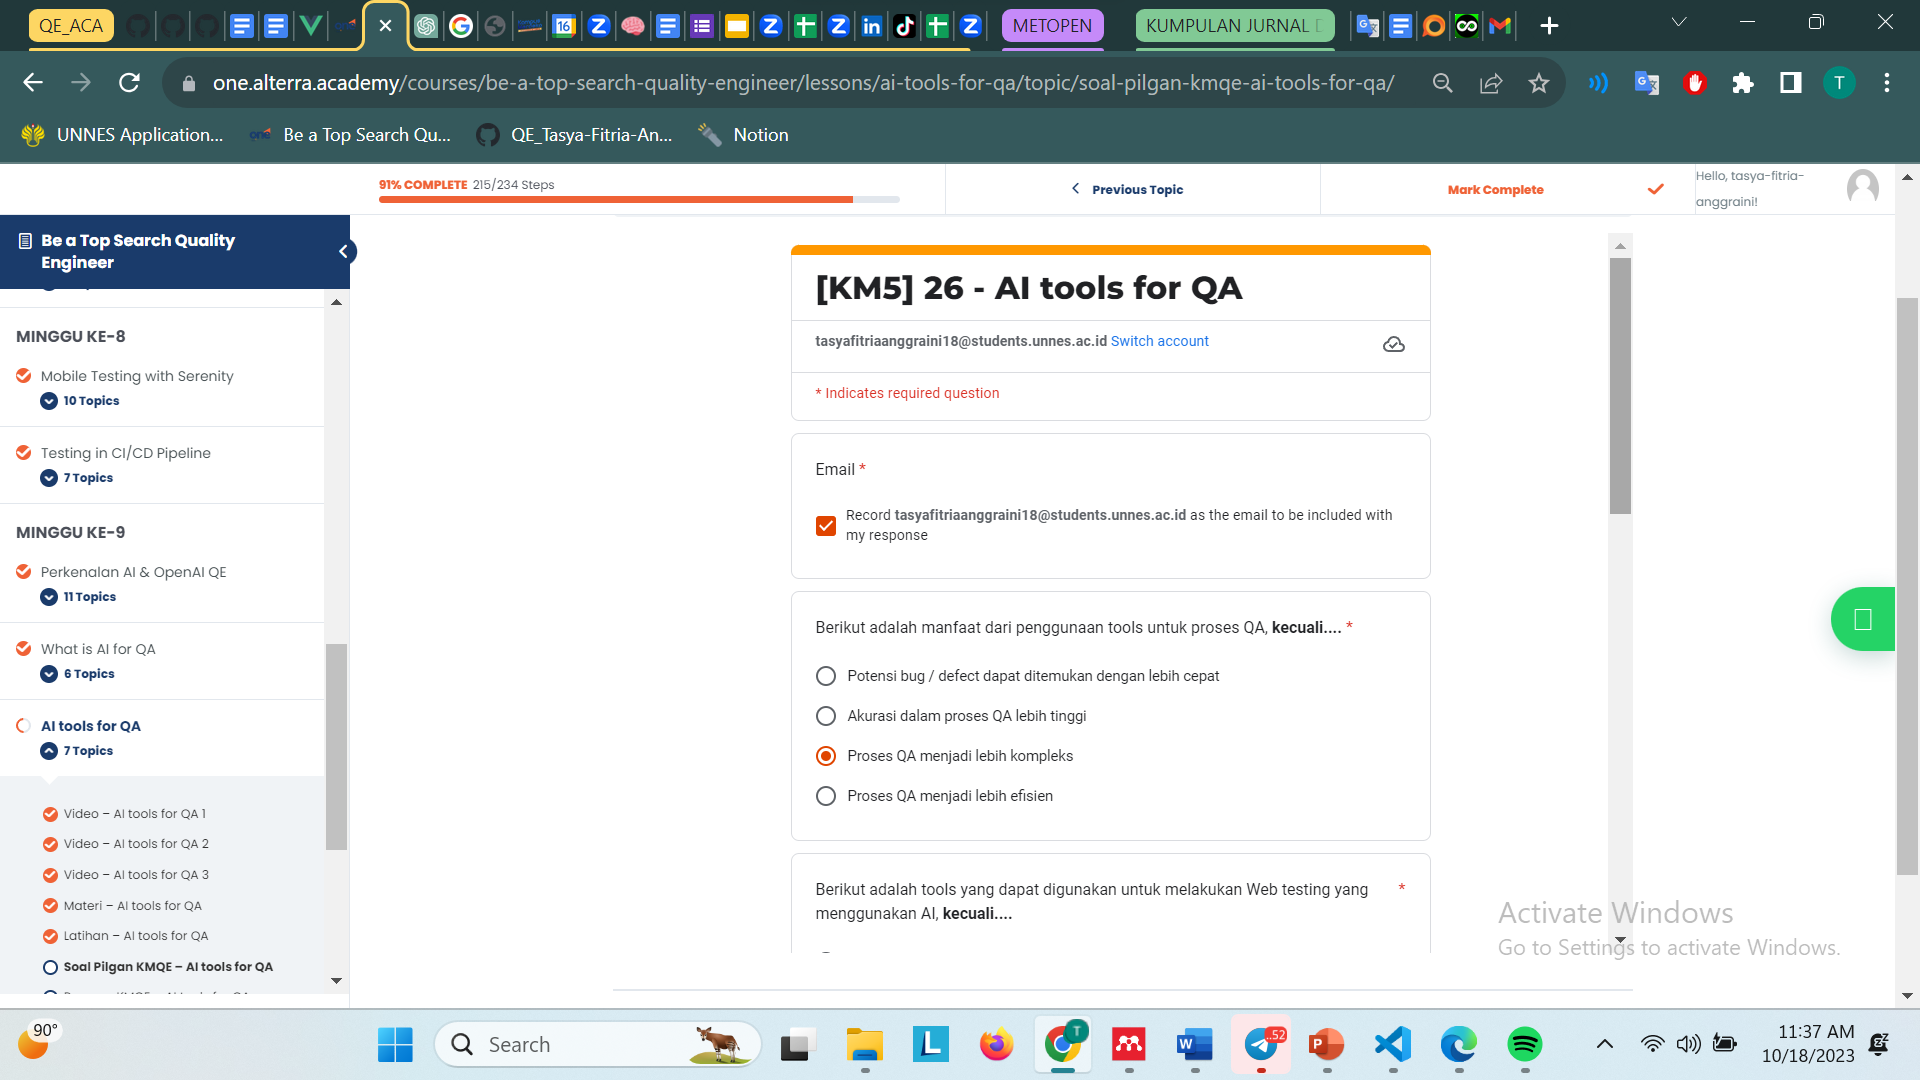 QE_ACA
METOPEN
KUMPULAN JURNAL
one.alterra.academy/courses/be-a-top-search-quality-engineer/lessons/ai-tools-for-qa/topic/soal-pilgan-kmqe-ai-tools-for-qa/
T
UNNES Application...
Be a Top Search Qu...
QE_Tasya-Fitria-An...
Notion
91% COMPLETE 215/234 Steps
Previous Topic
Mark Complete
Hello, tasya-fitria-
anggraini!
Be a Top Search Quality
Engineer
MINGGU KE-8
Mobile Testing with Serenity
10 Topics
Testing in CI/CD Pipeline
7 Topics
MINGGU KE-9
Perkenalan AI & OpenAI QE
11 Topics
What is AI for QA
6 Topics
AI tools for QA
7 Topics
Video – AI tools for QA 1
Video – AI tools for QA 2
Video – AI tools for QA 3
Materi – AI tools for QA
Latihan – AI tools for QA
Soal Pilgan KMQE – AI tools for QA
[KM5] 26 - AI tools for QA
tasyafitriaanggraini18@students.unnes.ac.id Switch account
* Indicates required question
Email *
Record tasyafitriaanggraini18@students.unnes.ac.id as the email to be included with
my response
Berikut adalah manfaat dari penggunaan tools untuk proses QA, kecuali.... *
Potensi bug / defect dapat ditemukan dengan lebih cepat
Akurasi dalam proses QA lebih tinggi
Proses QA menjadi lebih kompleks
Proses QA menjadi lebih efisien
Berikut adalah tools yang dapat digunakan untuk melakukan Web testing yang *
menggunakan AI, kecuali....
Activate Windows
Go to Settings to activate Windows.
90°
Search
T
52
11:37 AM
10/18/2023